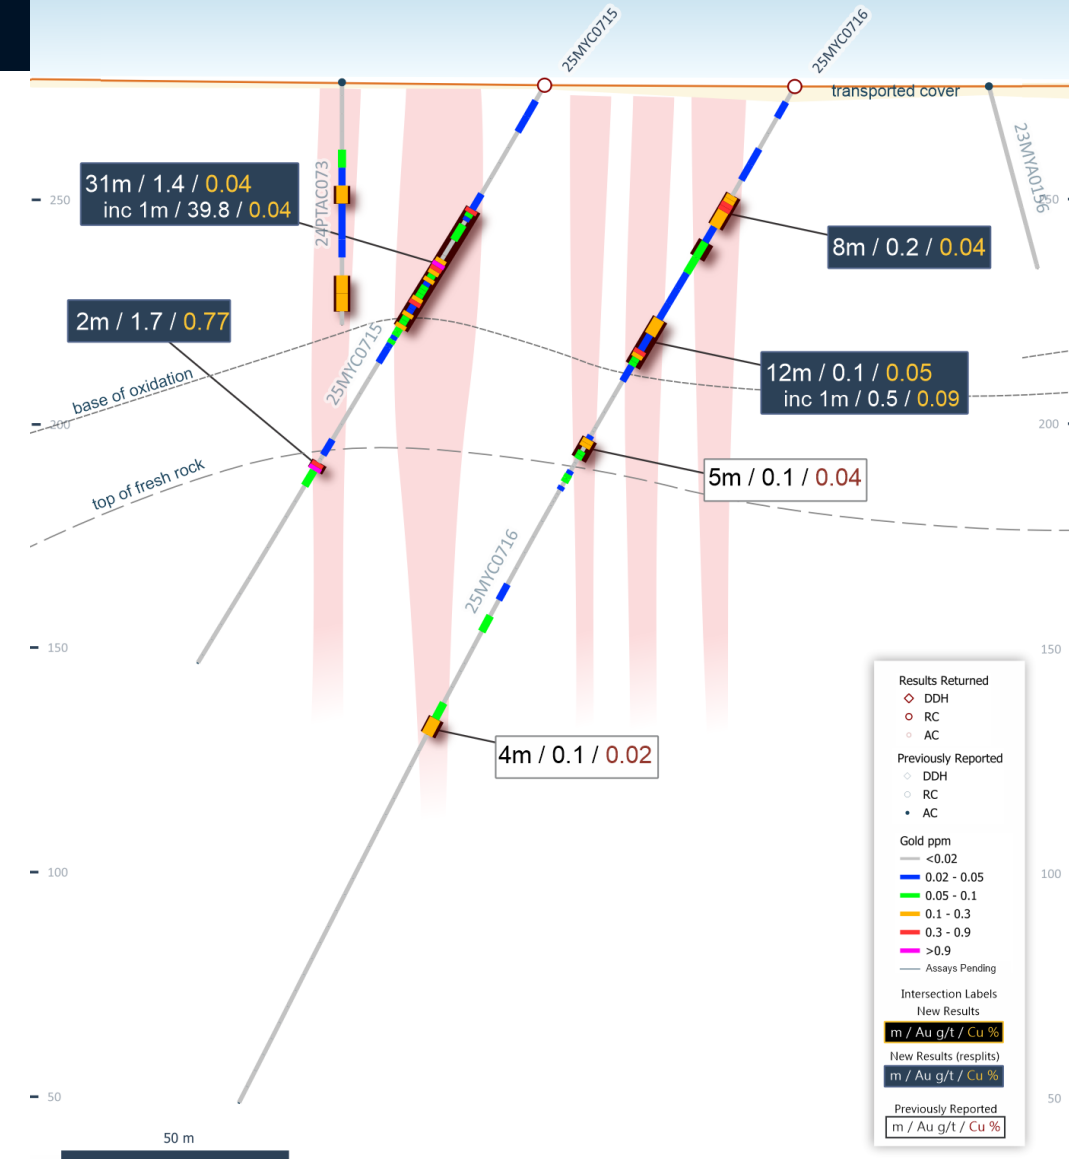 25MYC0715
25MYC0716
transported cover
23MYA0156
250
50
31m / 1.4 / 0.04
inc 1m / 39.8 / 0.04
24PTAC073
8m / 0.2 / 0.04
2m / 1.7 / 0.77
25MYC0715
base of oxidation
12m / 0.1 / 0.05
inc 1m / 0.5 / 0.09
200
200
top of fresh rock
5m / 0.1 / 0.04
25MYC0716
150
150
4m / 0.1 / 0.02
100
100
50
50
50 m
Results Returned
DDH
RC
AC
Previously Reported
DDH
RC
AC
Gold ppm
<0.02
0.02 - 0.05
0.05 - 0.1
0.1 - 0.3
0.3 - 0.9
>0.9
Assays Pending
Intersection Labels
New Results
m / Au g/t / Cu %
New Results (resplits)
m / Au g/t / Cu %
Previously Reported
m / Au g/t / Cu %